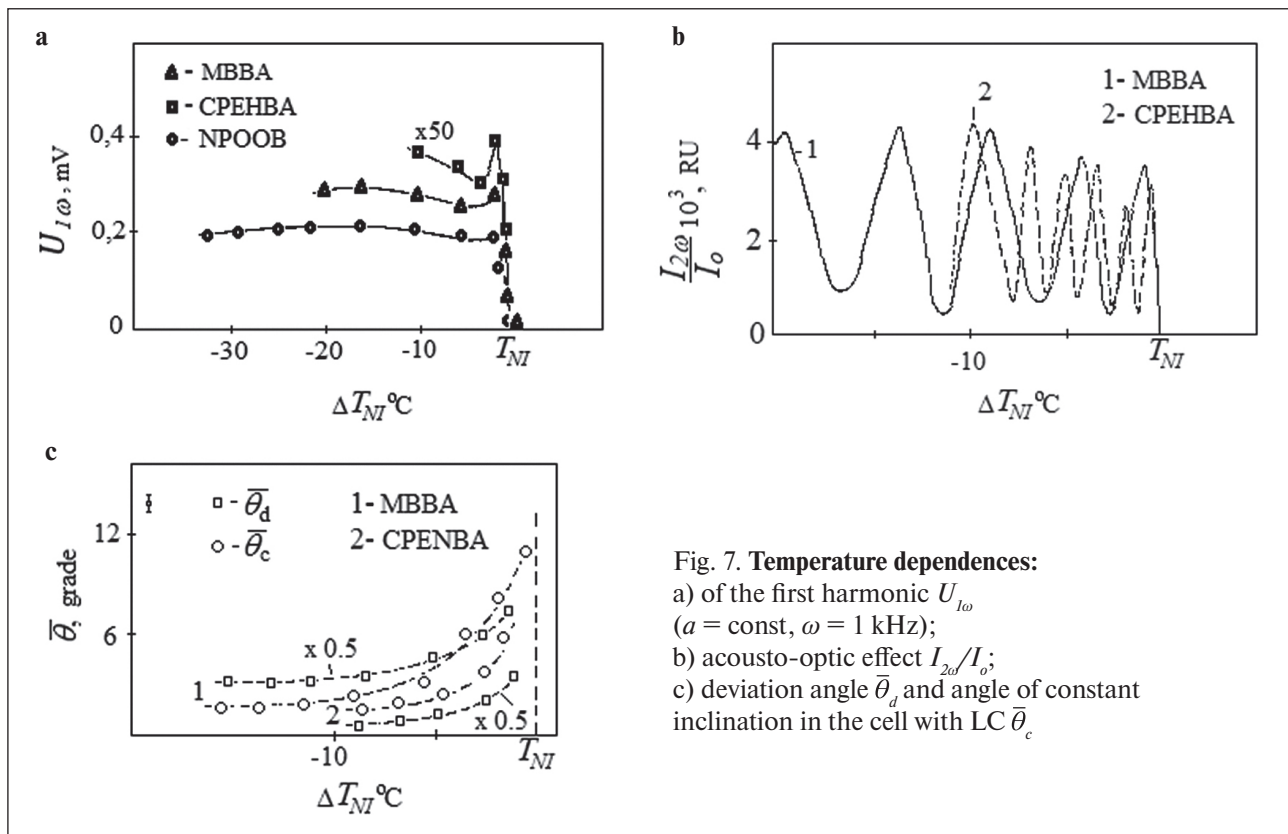 a
▲ - MBBA
■ - CPEHBA
● - NPOOB
x50
U1ω, mV
0,4
0,2
0
-30 -20 -10 TNI
ΔTNI ºC
b
1- MBBA
2- CPEHBA
I2ω/Io 10³, RU
4
2
0
-1
2
-10 TNI
ΔTNI ºC
c
□ - θ̅d 1- MBBA
○ - θ̅c 2- CPENBA
θ̅, grade
12
6
x 0.5
1
2
x 0.5
-10 TNI
ΔTNI ºC
Fig. 7. Temperature dependences:
a) of the first harmonic U1ω
(a = const, ω = 1 kHz);
b) acousto-optic effect I2ω/Io;
c) deviation angle θ̅d and angle of constant
inclination in the cell with LC θ̅c